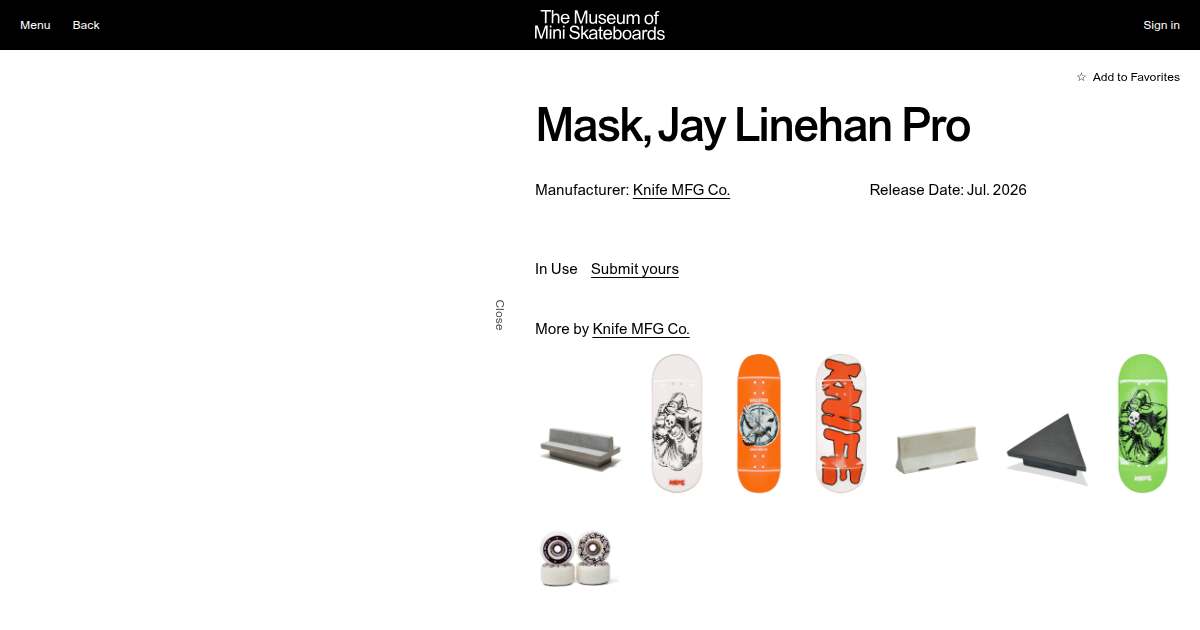 Menu
Back
The Museum of
Mini Skateboards
Sign in
☆ Add to Favorites
Mask, Jay Linehan Pro
Manufacturer: Knife MFG Co.
Release Date: Jul. 2026
In Use
Submit yours
Close
More by Knife MFG Co.
KNIFE